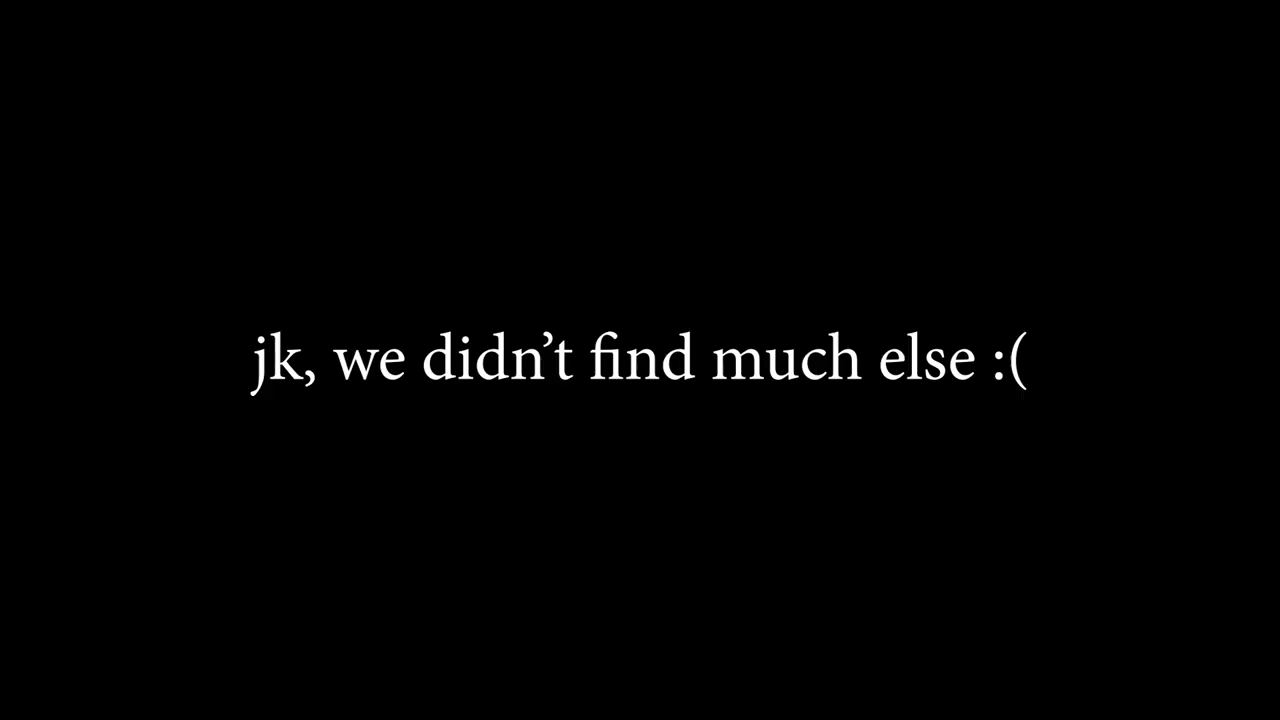 jk, we didn’t find much else :(